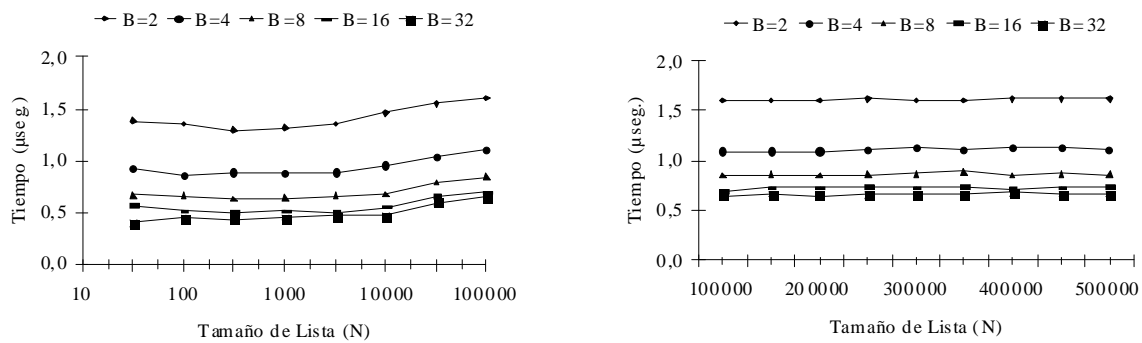 B=2 B=4 B=8 B=16 B=32
2,0
1,5
1,0
0,5
0,0
Tiempo (μseg)
10 100 1000 10000 100000
Tamaño de Lista (N)
B=2 B=4 B=8 B=16 B=32
2,0
1,5
1,0
0,5
0,0
Tiempo (μseg.)
100000 200000 300000 400000 500000
Tamaño de Lista (N)